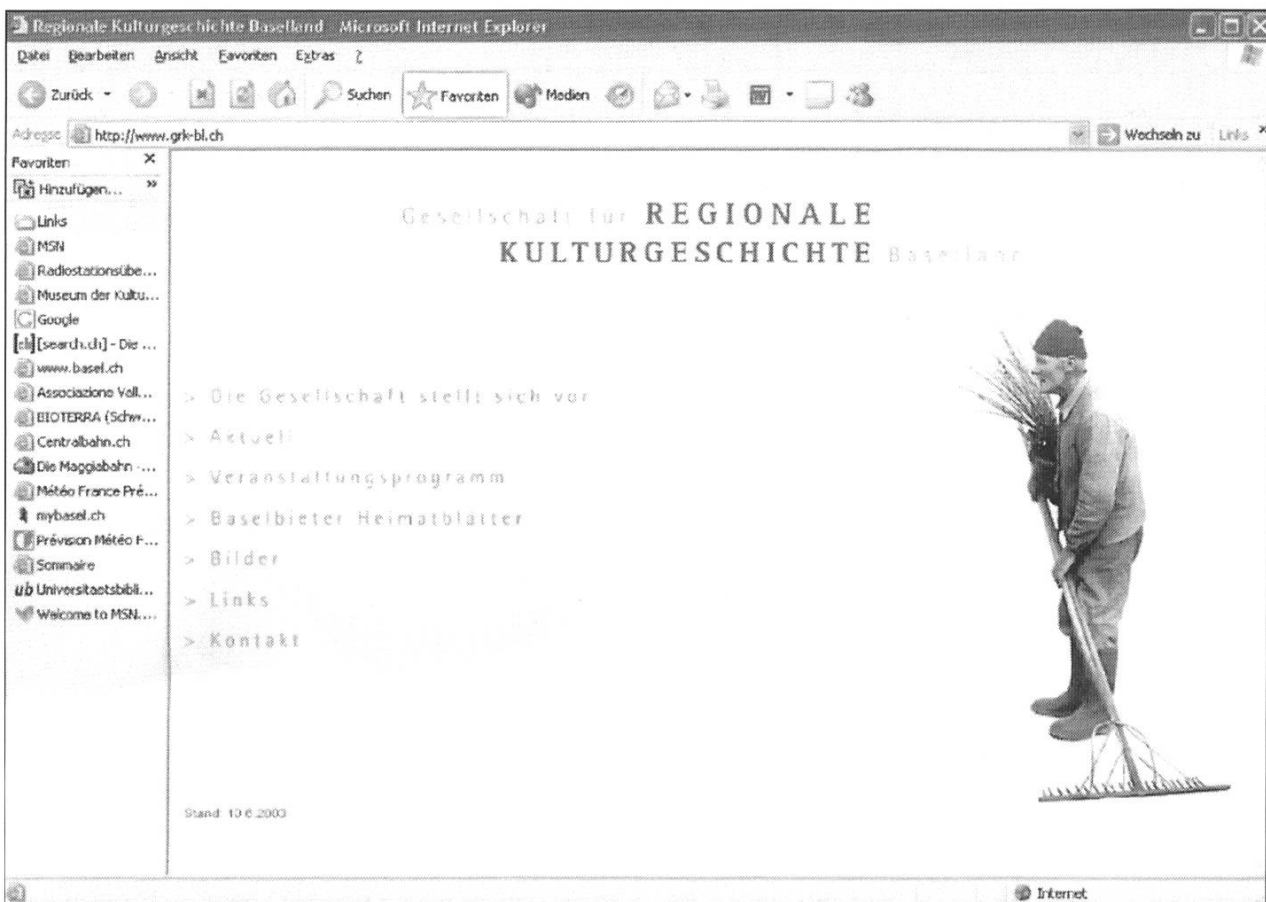 Regionale Kulturgeschichte Baselland - Microsoft Internet Explorer
Datei Bearbeiten Ansicht Favoriten Extras ?
Zurück Suchen Favoriten Medien
Adresse http://www.grk-bl.ch Wechseln zu Links
Favoriten
Hinzufügen... »
Links
MSN
Radiostationsübe...
Museum der Kultu...
Google
[search.ch] - Die ...
www.basel.ch
Associazione Vall...
BIOTERRA (Schw...
Centralbahn.ch
Die Maggiabahn -...
Météo France Pré...
mybasel.ch
Prévision Météo F...
Sommaire
ub Universitaetsbibli...
Welcome to MSN....
Gesellschaft für REGIONALE
KULTURGESCHICHTE Baselland
> Die Gesellschaft stellt sich vor
> Aktuell
> Veranstaltungsprogramm
> Baselbieter Heimatblätter
> Bilder
> Links
> Kontakt
Stand: 2003
Internet